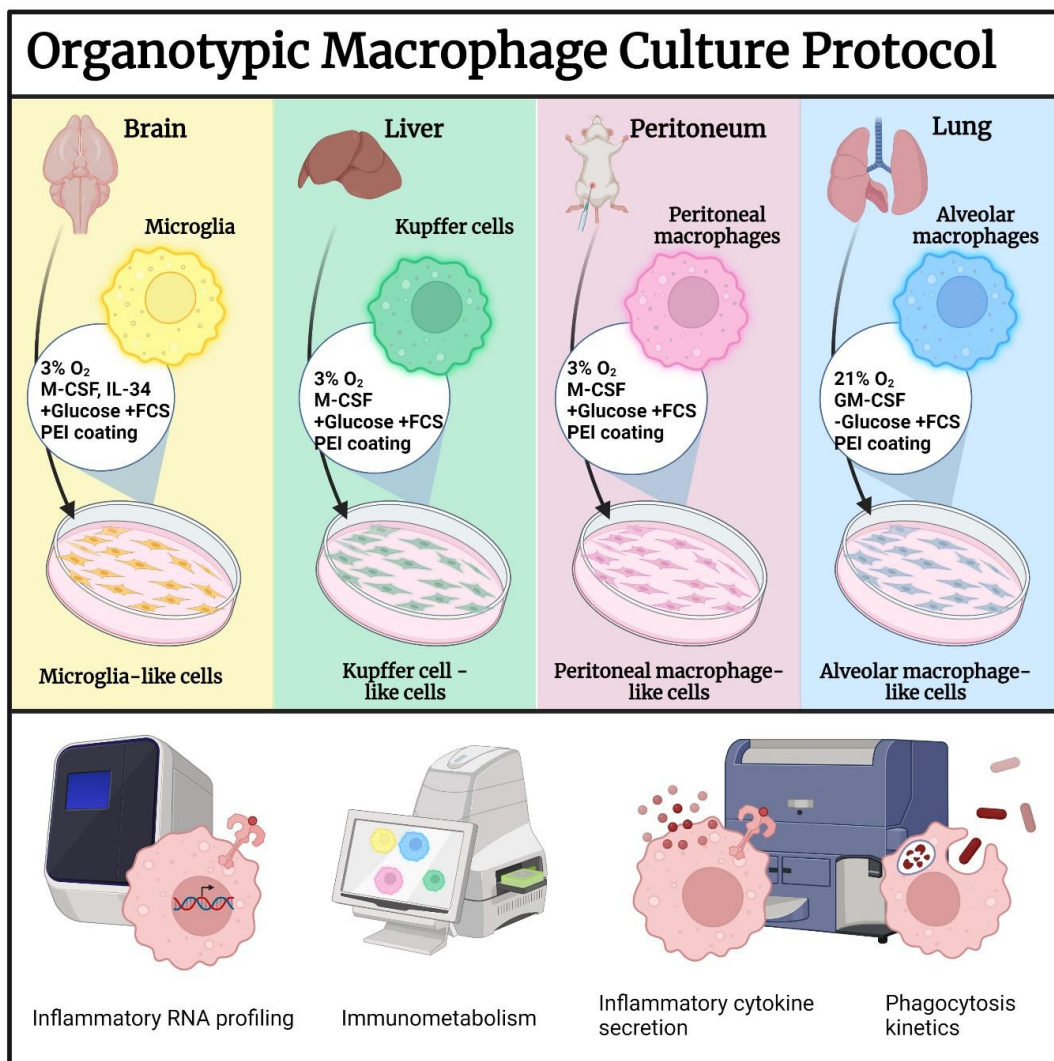 Organotypic Macrophage Culture Protocol
Brain
Microglia
3% O₂
M-CSF, IL-34
+Glucose +FCS
PEI coating
Microglia-like cells
Liver
Kupffer cells
3% O₂
M-CSF
+Glucose +FCS
PEI coating
Kupffer cell -
like cells
Peritoneum
Peritoneal
macrophages
3% O₂
M-CSF
+Glucose +FCS
PEI coating
Peritoneal macrophage-
like cells
Lung
Alveolar
macrophages
21% O₂
GM-CSF
-Glucose +FCS
PEI coating
Alveolar macrophage-
like cells
Inflammatory RNA profiling
Immunometabolism
Inflammatory cytokine
secretion
Phagocytosis
kinetics